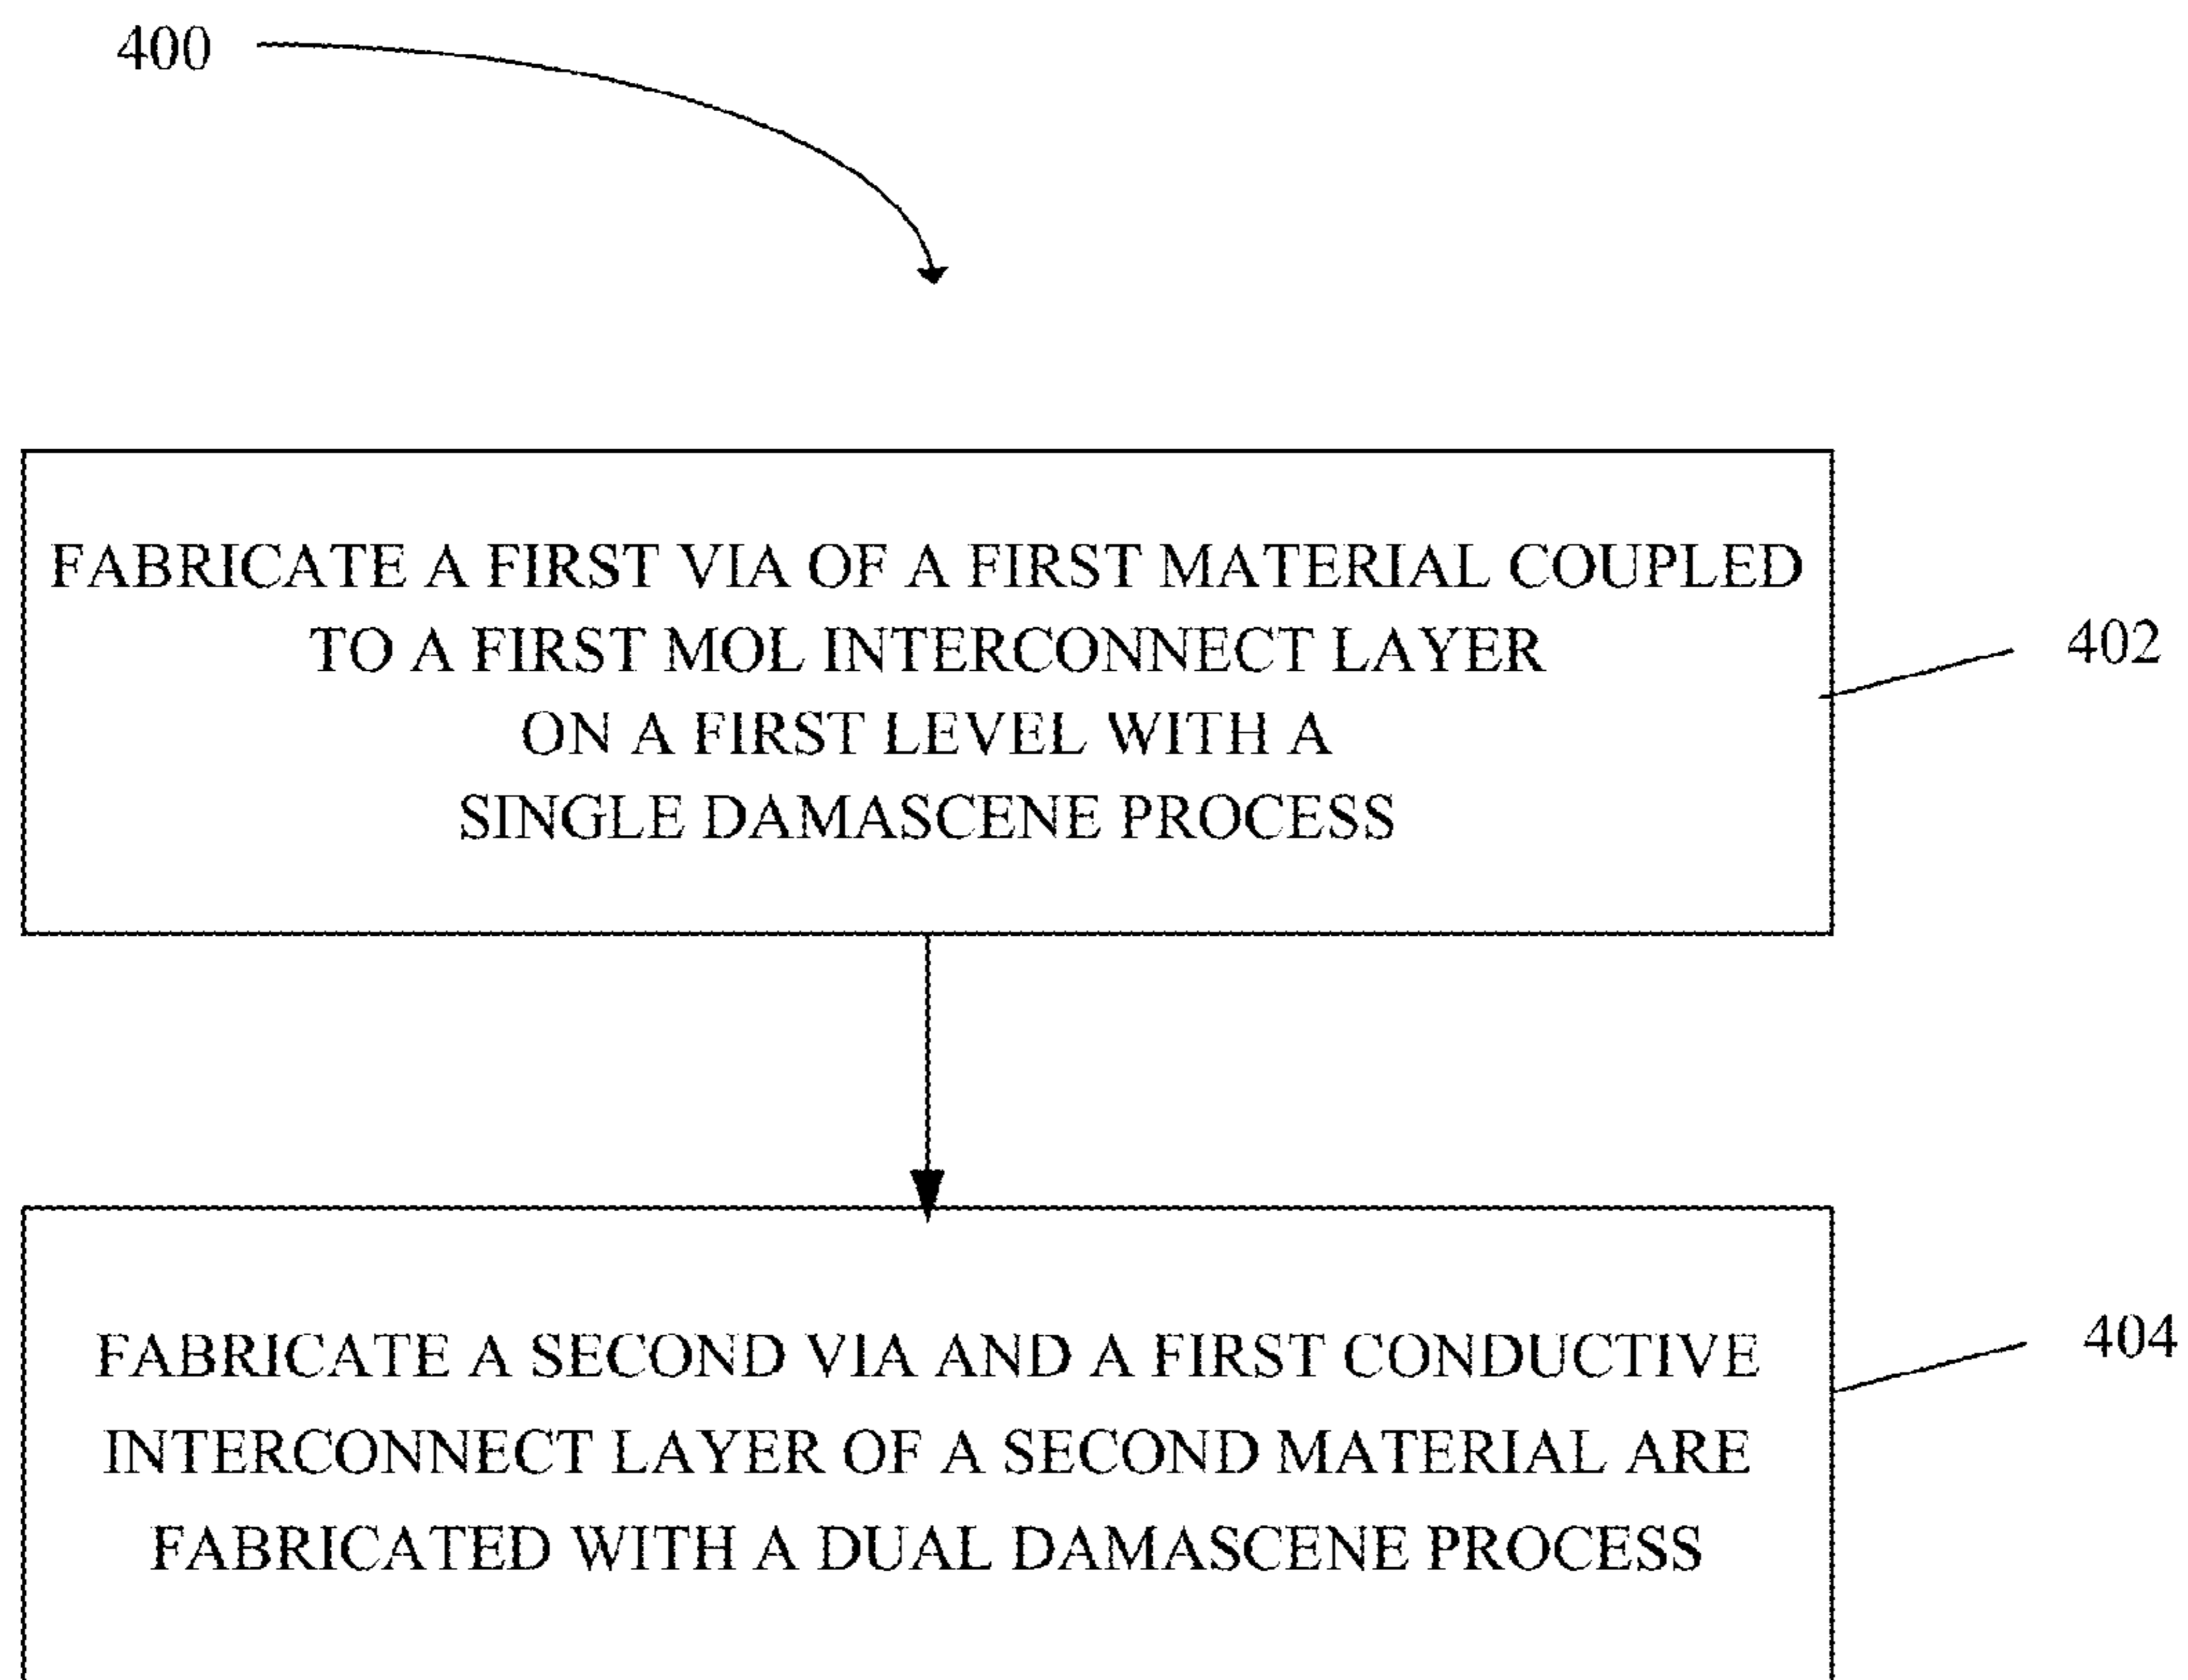 400
FABRICATE A FIRST VIA OF A FIRST MATERIAL COUPLED
TO A FIRST MOL INTERCONNECT LAYER
ON A FIRST LEVEL WITH A
SINGLE DAMASCENE PROCESS
402
FABRICATE A SECOND VIA AND A FIRST CONDUCTIVE
INTERCONNECT LAYER OF A SECOND MATERIAL ARE
FABRICATED WITH A DUAL DAMASCENE PROCESS
404